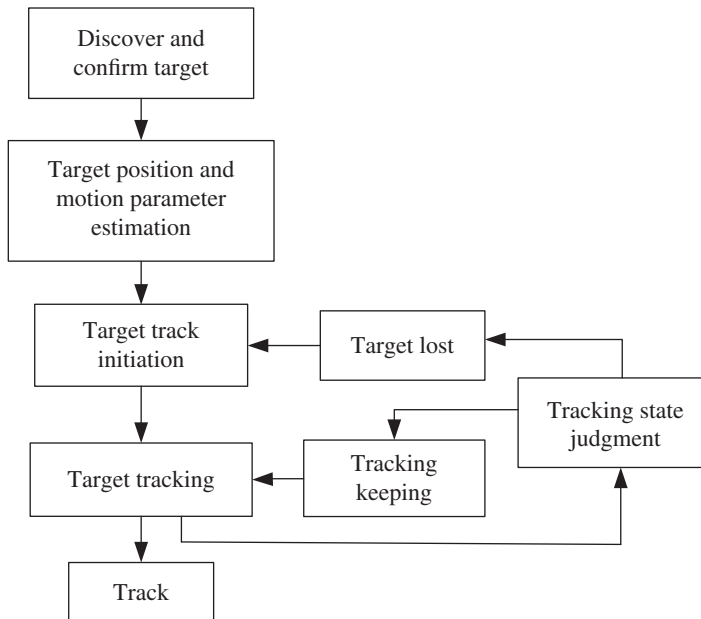 Discover and
confirm target
Target position and
motion parameter
estimation
Target track
initiation
Target lost
Tracking state
judgment
Target tracking
Tracking
keeping
Track